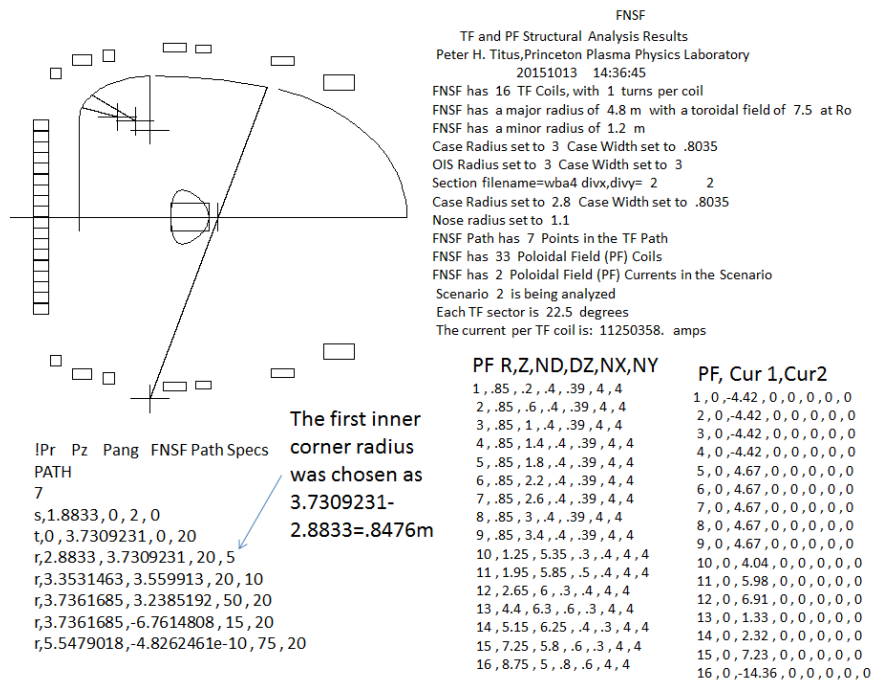 FNSF
TF and PF Structural Analysis Results
Peter H. Titus,Princeton Plasma Physics Laboratory
20151013 14:36:45
FNSF has 16 TF Coils, with 1 turns per coil
FNSF has a major radius of 4.8 m with a toroidal field of 7.5 at Ro
FNSF has a minor radius of 1.2 m
Case Radius set to 3 Case Width set to .8035
OIS Radius set to 3 Case Width set to 3
Section filename=wba4 divx,divy= 2 2
Case Radius set to 2.8 Case Width set to .8035
Nose radius set to 1.1
FNSF Path has 7 Points in the TF Path
FNSF has 33 Poloidal Field (PF) Coils
FNSF has 2 Poloidal Field (PF) Currents in the Scenario
Scenario 2 is being analyzed
Each TF sector is 22.5 degrees
The current per TF coil is: 11250358. amps
!Pr Pz Pang FNSF Path Specs
PATH
7
s,1.8833,0,2,0
t,0 ,3.7309231,0,20
r,2.8833 , 3.7309231 , 20 , 5
r,3.3531463 , 3.559913 , 20 , 10
r,3.7361685 , 3.2385192 , 50 , 20
r,3.7361685,-6.7614808 , 15 , 20
r,5.5479018,-4.8262461e-10 , 75 , 20
The first inner
corner radius
was chosen as
3.7309231-
2.8833=.8476m
PF R,Z,ND,DZ,NX,NY
1 , .85 , .2 , .4 , .39 , 4 , 4
2 , .85 , .6 , .4 , .39 , 4 , 4
3 , .85 , 1 , .4 , .39 , 4 , 4
4 , .85 , 1.4 , .4 , .39 , 4 , 4
5 , .85 , 1.8 , .4 , .39 , 4 , 4
6 , .85 , 2.2 , .4 , .39 , 4 , 4
7 , .85 , 2.6 , .4 , .39 , 4 , 4
8 , .85 , 3 , .4 , .39 , 4 , 4
9 , .85 , 3.4 , .4 , .39 , 4 , 4
10 , 1.25 , 5.35 , .3 , .4 , 4 , 4
11 , 1.95 , 5.85 , .5 , .4 , 4 , 4
12 , 2.65 , 6 , .3 , .4 , 4 , 4
13 , 4.4 , 6.3 , .6 , .3 , 4 , 4
14 , 5.15 , 6.25 , .4 , .3 , 4 , 4
15 , 7.25 , 5.8 , .6 , .3 , 4 , 4
16 , 8.75 , 5 , .8 , .6 , 4 , 4
PF, Cur 1,Cur2
1 , 0 ,-4.42 , 0 , 0 , 0 , 0 , 0
2 , 0 ,-4.42 , 0 , 0 , 0 , 0 , 0
3 , 0 ,-4.42 , 0 , 0 , 0 , 0 , 0
4 , 0 ,-4.42 , 0 , 0 , 0 , 0 , 0
5 , 0 , 4.67 , 0 , 0 , 0 , 0 , 0
6 , 0 , 4.67 , 0 , 0 , 0 , 0 , 0
7 , 0 , 4.67 , 0 , 0 , 0 , 0 , 0
8 , 0 , 4.67 , 0 , 0 , 0 , 0 , 0
9 , 0 , 4.67 , 0 , 0 , 0 , 0 , 0
10 , 0 , 4.04 , 0 , 0 , 0 , 0 , 0
11 , 0 , 5.98 , 0 , 0 , 0 , 0 , 0
12 , 0 , 6.91 , 0 , 0 , 0 , 0 , 0
13 , 0 , 1.33 , 0 , 0 , 0 , 0 , 0
14 , 0 , 2.32 , 0 , 0 , 0 , 0 , 0
15 , 0 , 7.23 , 0 , 0 , 0 , 0 , 0
16 , 0 ,-14.36 , 0 , 0 , 0 , 0 , 0